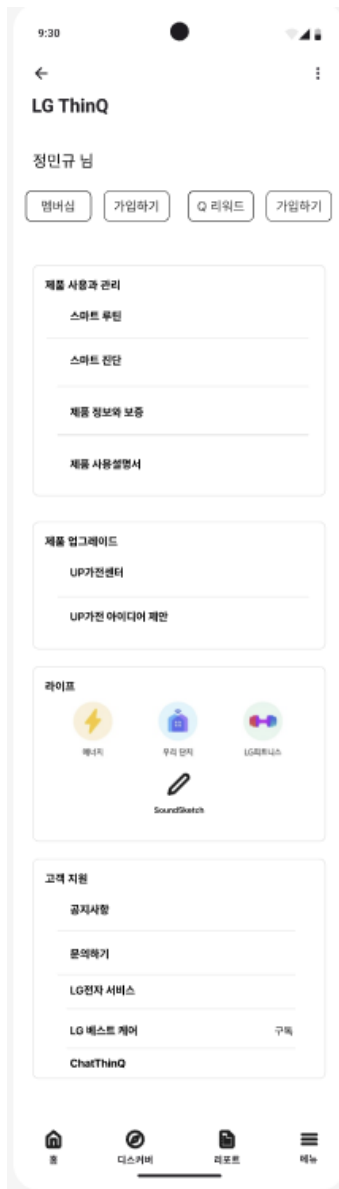 9:30
LG ThinQ
정민규 님
멤버십 가입하기 Q 리워드 가입하기
제품 사용과 관리
스마트 루틴
스마트 진단
제품 정보와 보증
제품 사용설명서
제품 업그레이드
UP가전센터
UP가전 아이디어 제안
라이프
에너지 우리 단지 LG피트니스
SoundSketch
고객 지원
공지사항
문의하기
LG전자 서비스
LG 베스트 케어 구독
ChatThinQ
홈 디스커버 리포트 메뉴